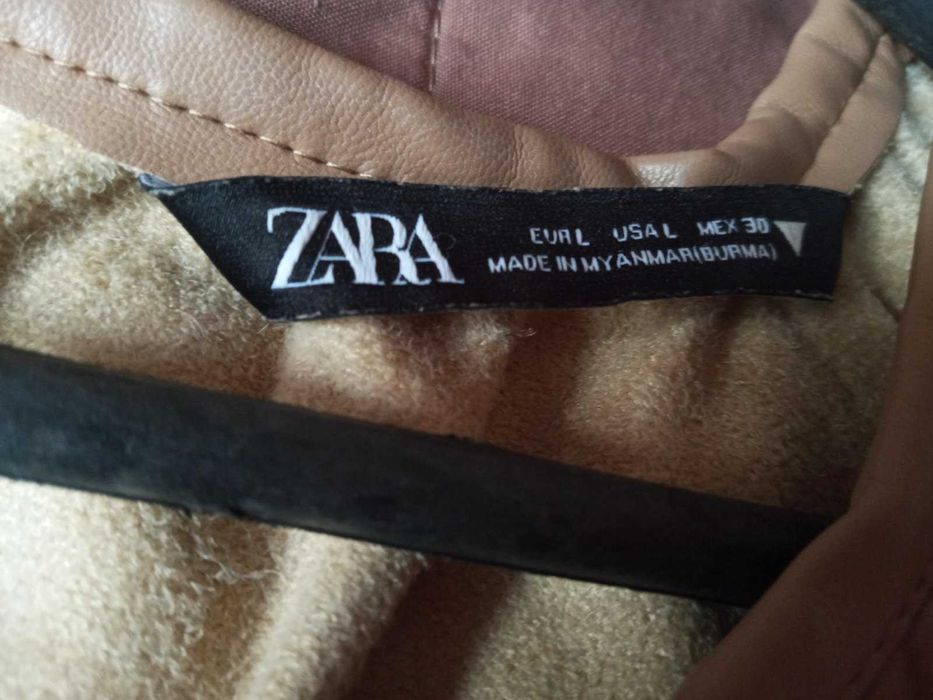 ZARA
EUR L USA L MEX 30
MADE IN MYANMAR(BURMA)